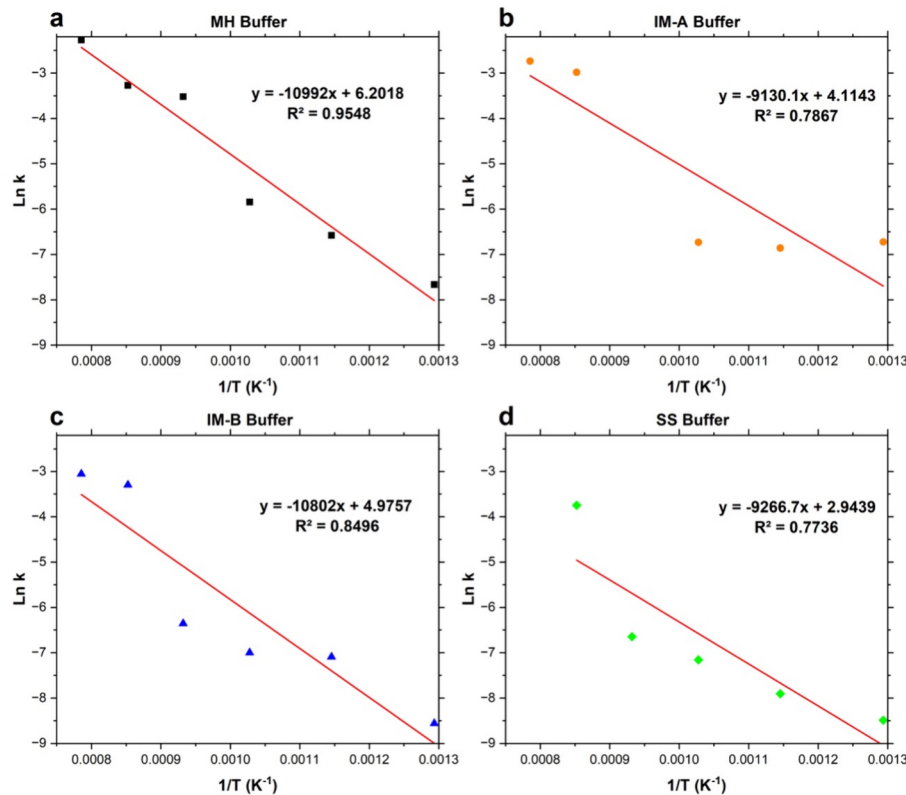 a
MH Buffer
Ln k
−3
−4
−5
−6
−7
−8
−9
y = -10992x + 6.2018
R² = 0.9548
0.0008 0.0009 0.0010 0.0011 0.0012 0.0013
1/T (K⁻¹)
b
IM-A Buffer
Ln k
−3
−4
−5
−6
−7
−8
−9
y = -9130.1x + 4.1143
R² = 0.7867
0.0008 0.0009 0.0010 0.0011 0.0012 0.0013
1/T (K⁻¹)
c
IM-B Buffer
Ln k
−3
−4
−5
−6
−7
−8
−9
y = -10802x + 4.9757
R² = 0.8496
0.0008 0.0009 0.0010 0.0011 0.0012 0.0013
1/T (K⁻¹)
d
SS Buffer
Ln k
−3
−4
−5
−6
−7
−8
−9
y = -9266.7x + 2.9439
R² = 0.7736
0.0008 0.0009 0.0010 0.0011 0.0012 0.0013
1/T (K⁻¹)